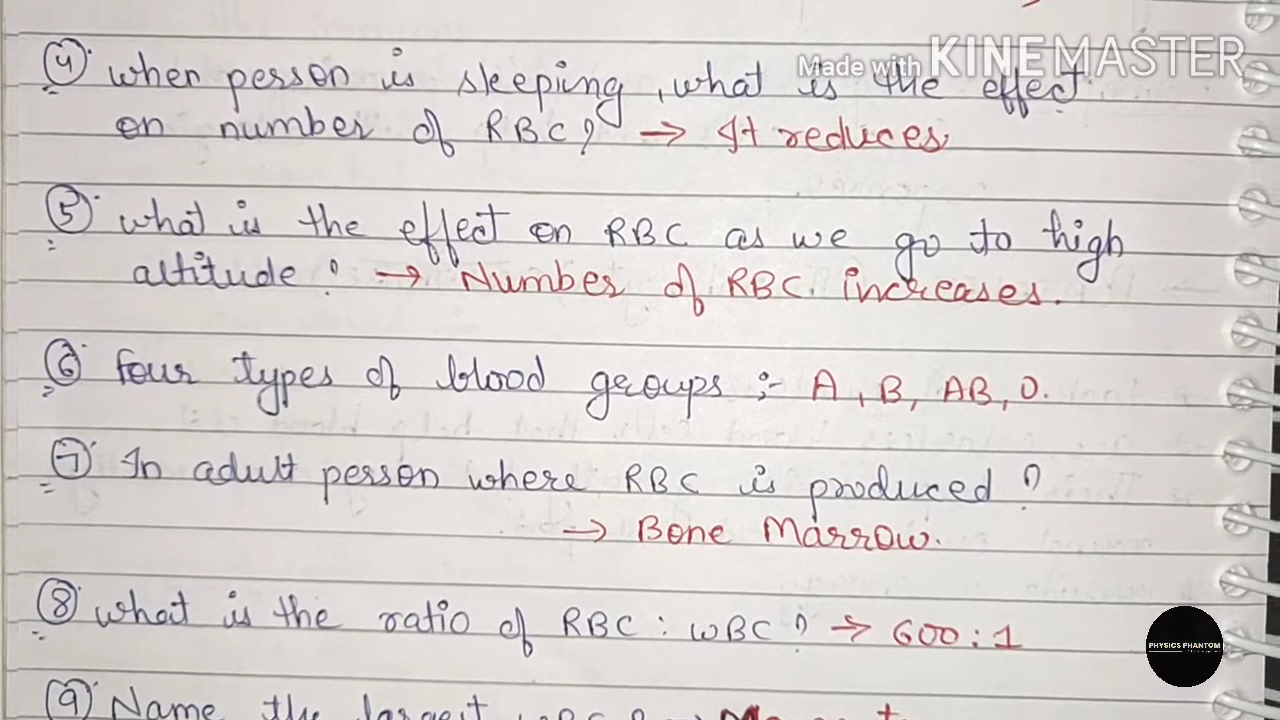 Made with KINEMASTER
④ When person is sleeping, what is the effect
on number of RBC? → It reduces
⑤ What is the effect on RBC as we go to high
altitude? → Number of RBC increases.
⑥ Four types of blood groups :- A, B, AB, O.
⑦ In adult person where RBC is produced?
→ Bone Marrow.
⑧ What is the ratio of RBC : WBC? → 600 : 1
PHYSICS PHANTOM
⑨ Name the largest WBC?